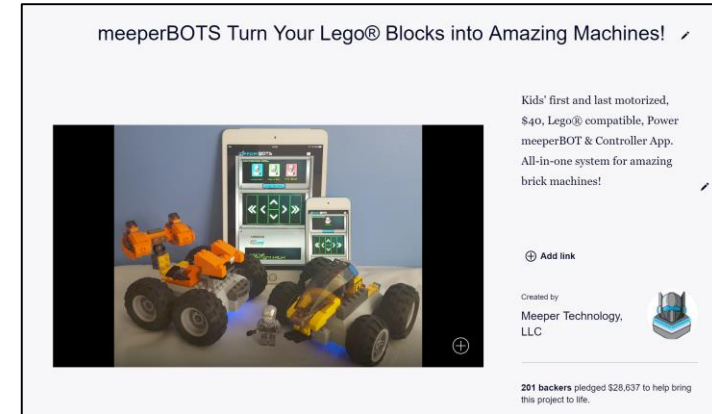 meeperBOTS Turn Your Lego® Blocks into Amazing Machines!
Kids' first and last motorized,
$40, Lego® compatible, Power
meeperBOT & Controller App.
All-in-one system for amazing
brick machines!
Add link
Created by
Meeper Technology,
LLC
201 backers pledged $28,637 to help bring
this project to life.